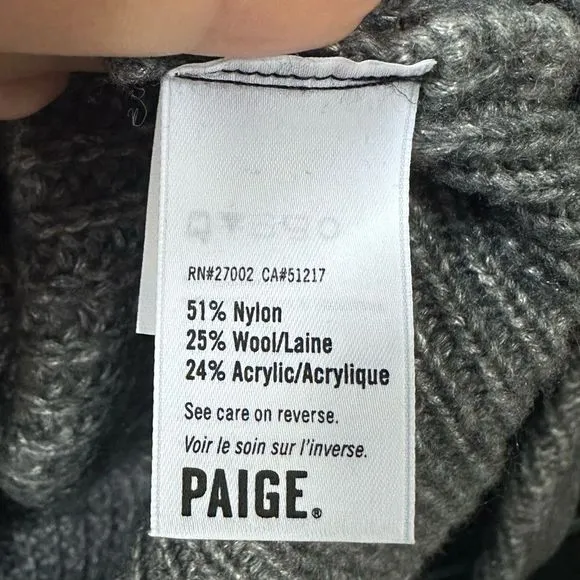 RN#27002 CA#51217
51% Nylon
25% Wool/Laine
24% Acrylic/Acrylique
See care on reverse.
Voir le soin sur l'inverse.
PAIGE®